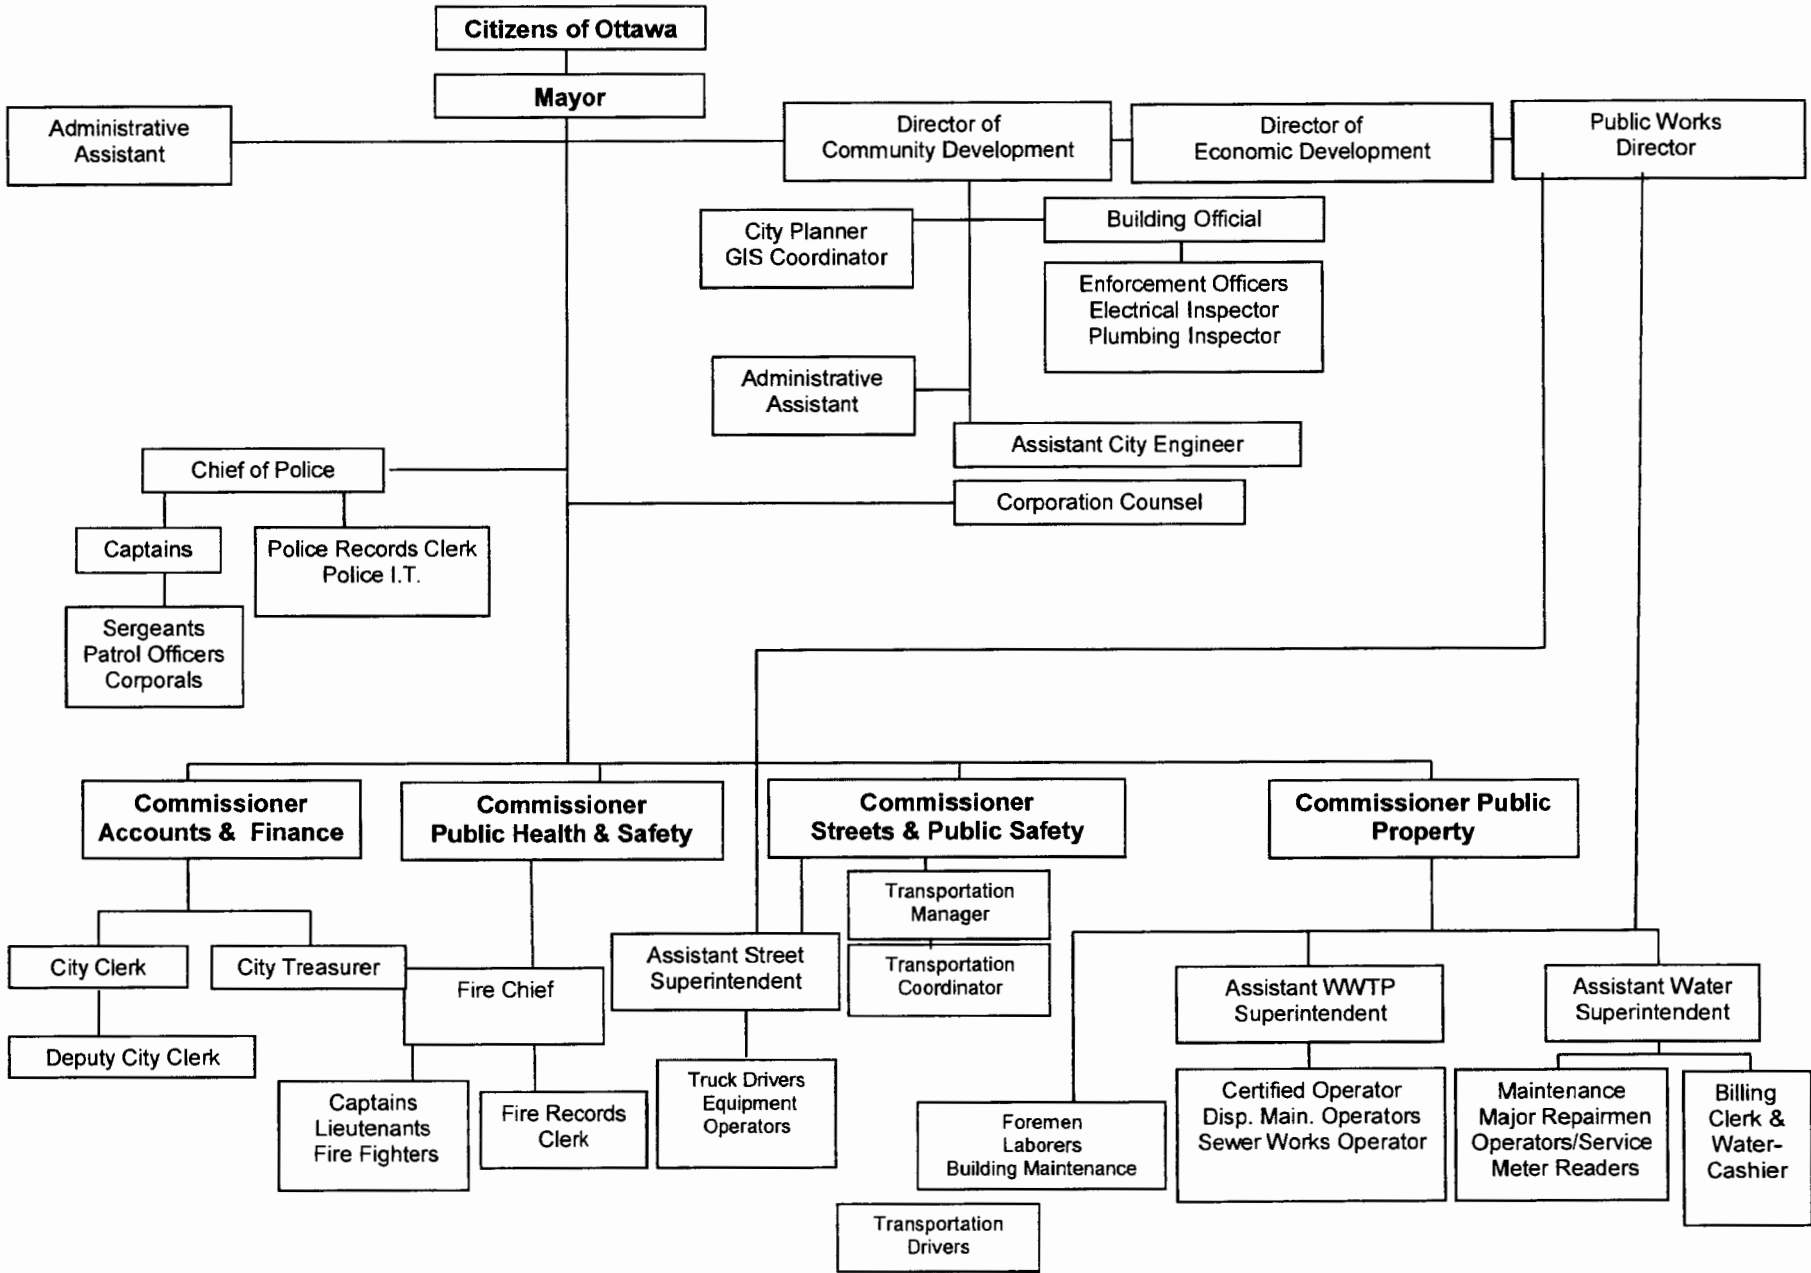 Citizens of Ottawa
Mayor
Administrative
Assistant
Director of
Community Development
Director of
Economic Development
Public Works
Director
City Planner
GIS Coordinator
Building Official
Enforcement Officers
Electrical Inspector
Plumbing Inspector
Administrative
Assistant
Assistant City Engineer
Chief of Police
Corporation Counsel
Captains
Police Records Clerk
Police I.T.
Sergeants
Patrol Officers
Corporals
Commissioner
Accounts & Finance
Commissioner
Public Health & Safety
Commissioner
Streets & Public Safety
Commissioner Public
Property
Transportation
Manager
City Clerk
City Treasurer
Fire Chief
Assistant Street
Superintendent
Transportation
Coordinator
Assistant WWTP
Superintendent
Assistant Water
Superintendent
Deputy City Clerk
Captains
Lieutenants
Fire Fighters
Fire Records
Clerk
Truck Drivers
Equipment
Operators
Foremen
Laborers
Building Maintenance
Certified Operator
Disp. Main. Operators
Sewer Works Operator
Maintenance
Major Repairmen
Operators/Service
Meter Readers
Billing
Clerk &
Water-
Cashier
Transportation
Drivers